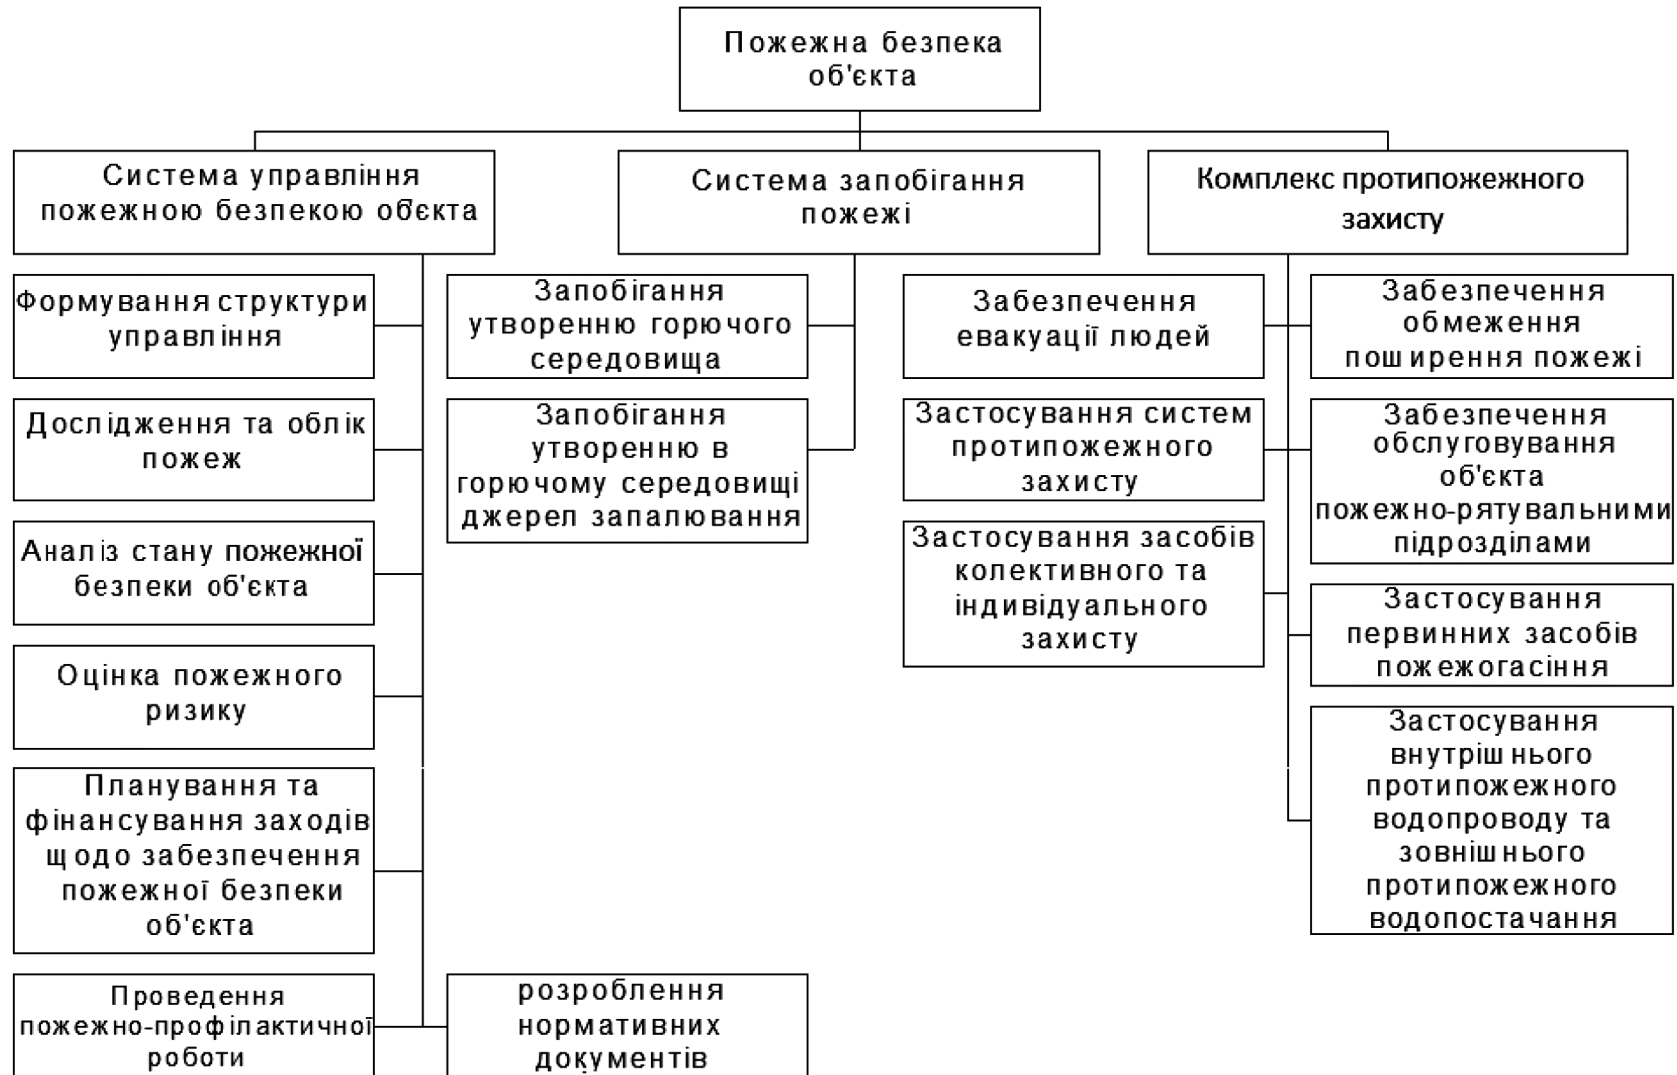 Пожежна безпека
об'єкта
Система управління
пожежною безпекою об'єкта
Система запобігання
пожежі
Комплекс протипожежного
захисту
Формування структури
управління
Дослідження та облік
пожеж
Аналіз стану пожежної
безпеки об'єкта
Оцінка пожежного
ризику
Планування та
фінансування заходів
щодо забезпечення
пожежної безпеки
об'єкта
Проведення
пожежно-профілактичної
роботи
розроблення
нормативних
документів
Запобігання
утворенню горючого
середовища
Запобігання
утворенню в
горючому середовищі
джерел запалювання
Забезпечення
евакуації людей
Застосування систем
протипожежного
захисту
Застосування засобів
колективного та
індивідуального
захисту
Забезпечення
обмеження
поширення пожежі
Забезпечення
обслуговування
об'єкта
пожежно-рятувальними
підрозділами
Застосування
первинних засобів
пожежогасіння
Застосування
внутрішнього
протипожежного
водопроводу та
зовнішнього
протипожежного
водопостачання